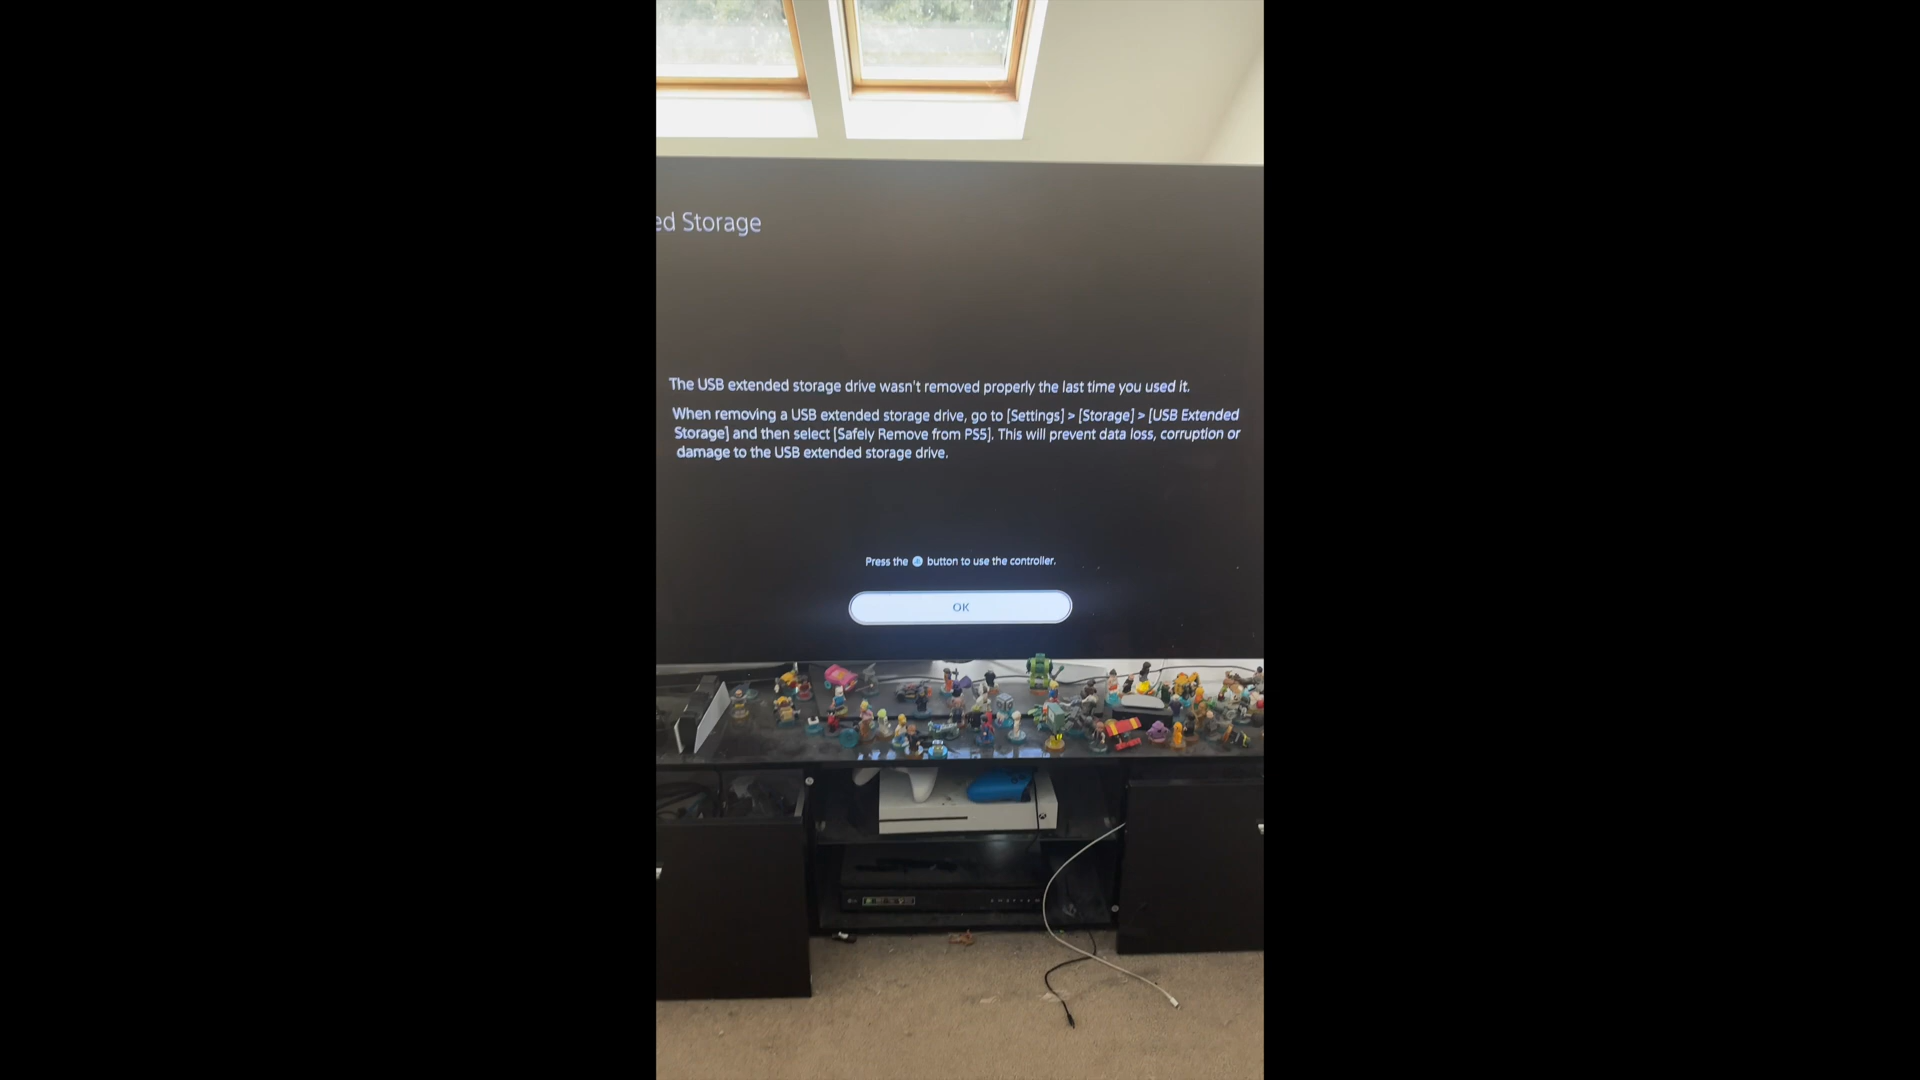 ed Storage
The USB extended storage drive wasn't removed properly the last time you used it.
When removing a USB extended storage drive, go to [Settings] > [Storage] > [USB Extended
Storage] and then select [Safely Remove from PS5]. This will prevent data loss, corruption or
damage to the USB extended storage drive.
Press the button to use the controller.
OK